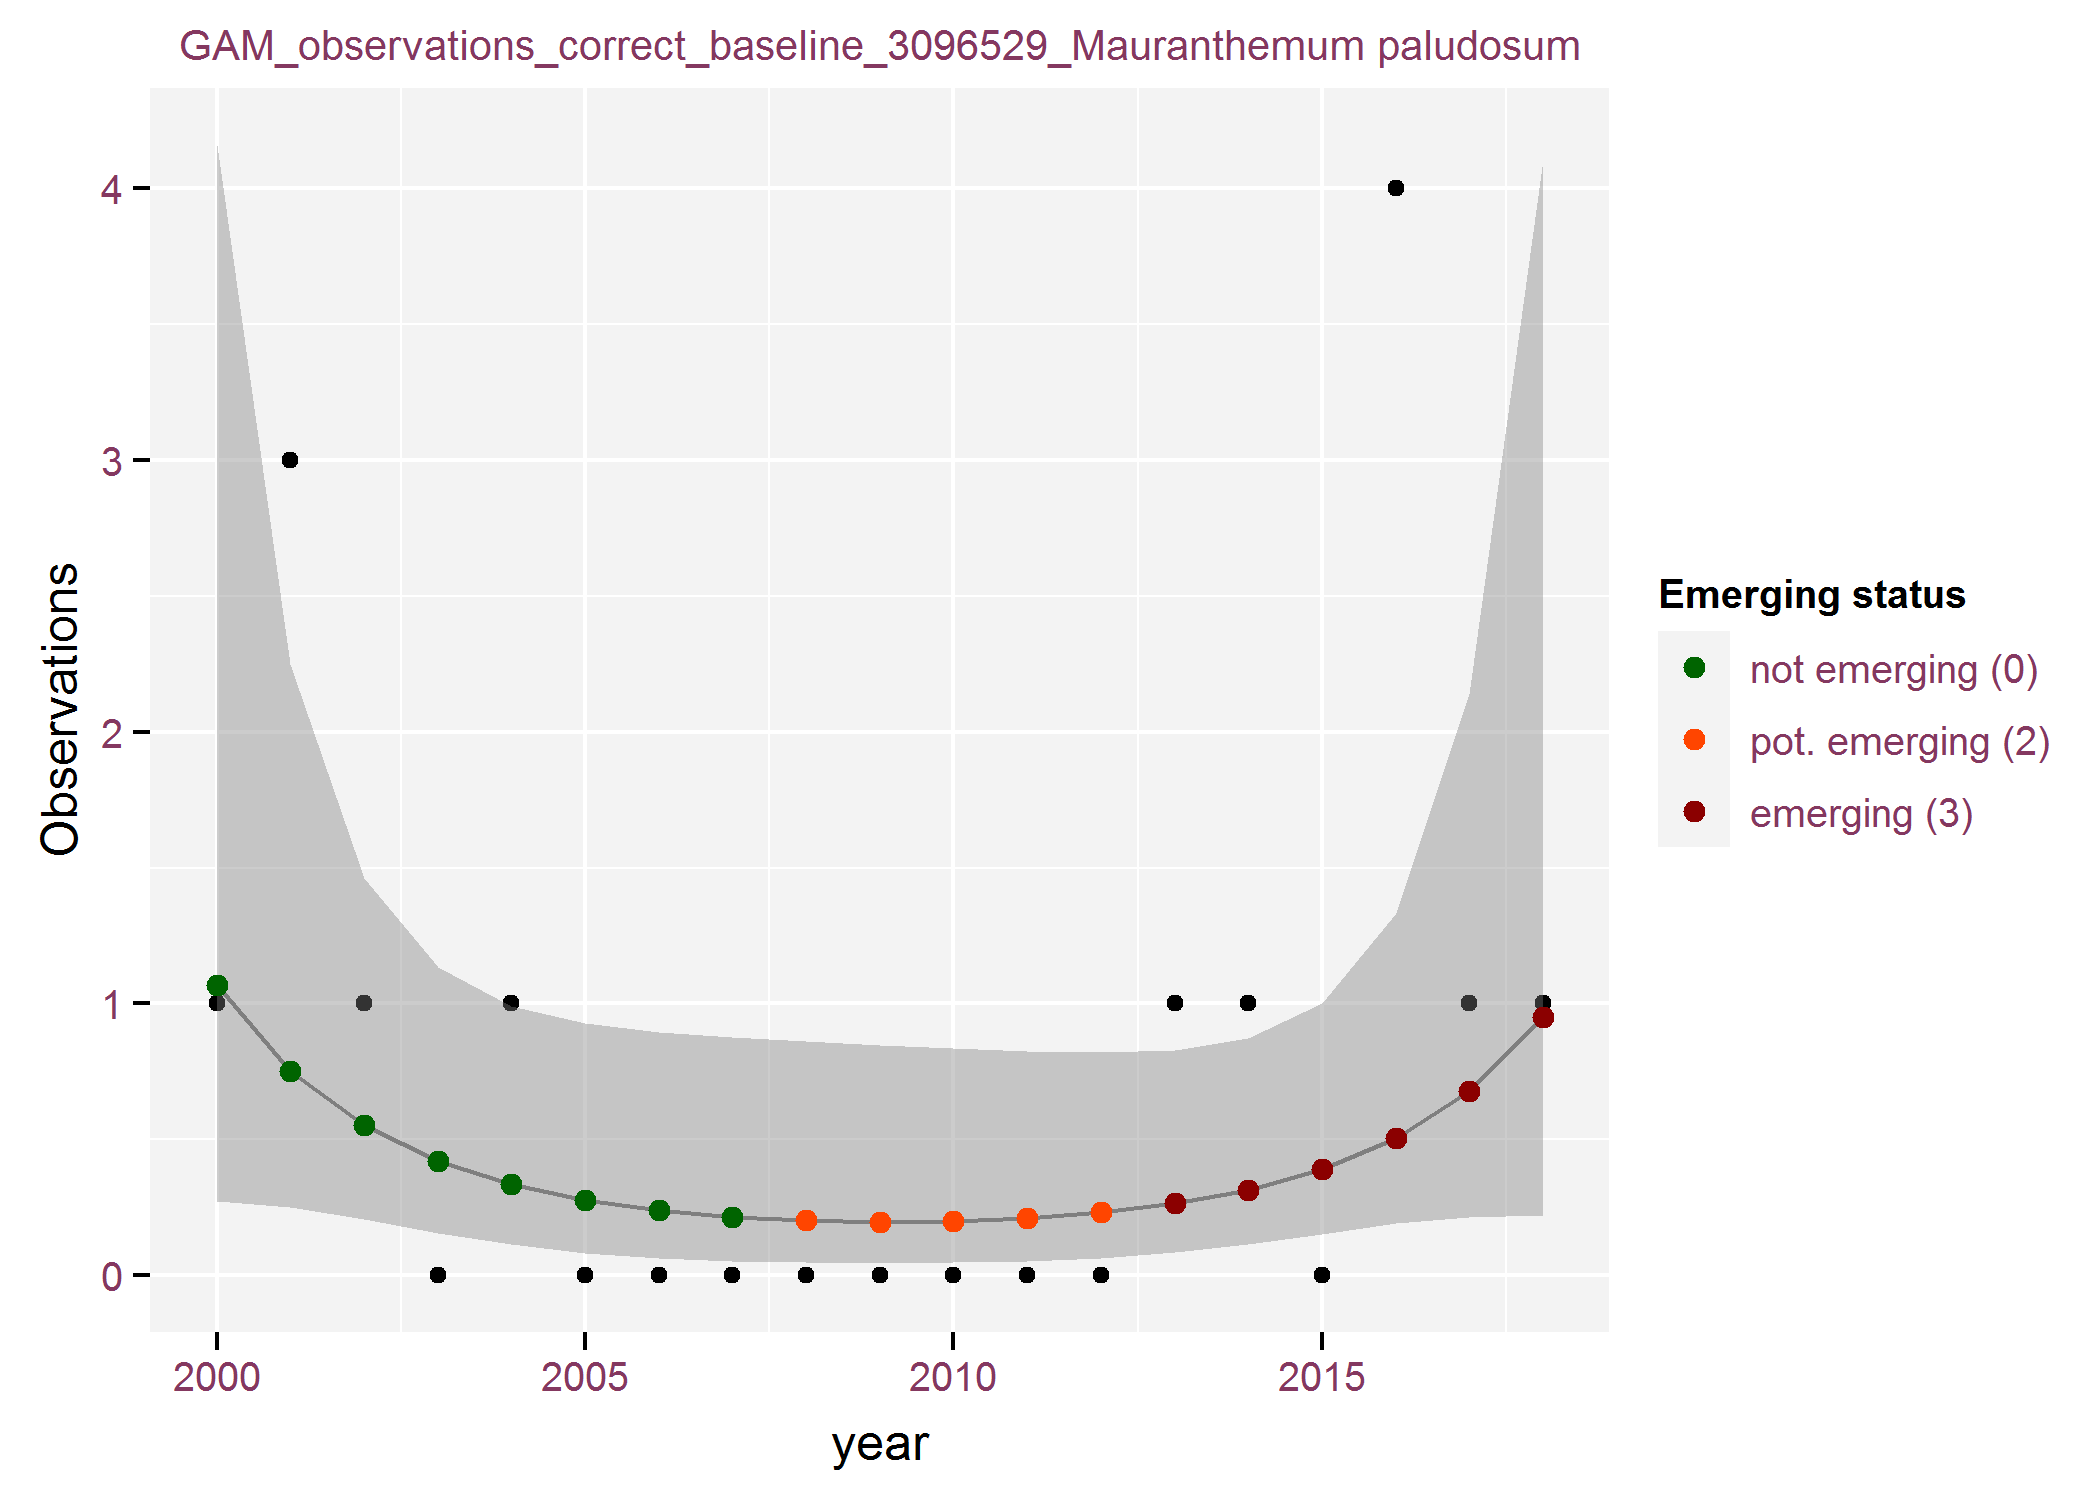 GAM_observations_correct_baseline_3096529_Mauranthemum paludosum
4
3
2
1
0
Observations
2000
2005
2010
2015
year
Emerging status
not emerging (0)
pot. emerging (2)
emerging (3)